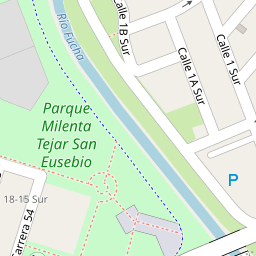 Río Fucha
Calle 1B Sur
Calle 1 Sur
Calle 1A Sur
Parque
Milenta
Tejar San
Eusebio
P
18-15 Sur
arrera 54